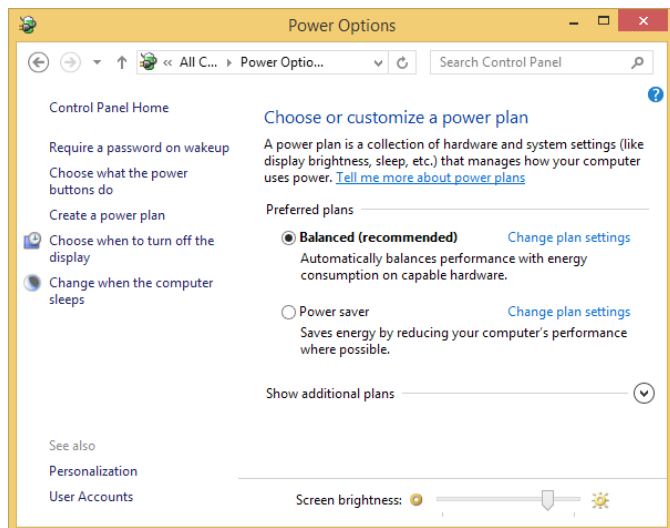 Power Options
« All C... Power Optio... Search Control Panel
Control Panel Home
Require a password on wakeup
Choose what the power
buttons do
Create a power plan
Choose when to turn off the
display
Change when the computer
sleeps
See also
Personalization
User Accounts
?
Choose or customize a power plan
A power plan is a collection of hardware and system settings (like
display brightness, sleep, etc.) that manages how your computer
uses power. Tell me more about power plans
Preferred plans
Balanced (recommended) Change plan settings
Automatically balances performance with energy
consumption on capable hardware.
Power saver Change plan settings
Saves energy by reducing your computer's performance
where possible.
Show additional plans
Screen brightness: